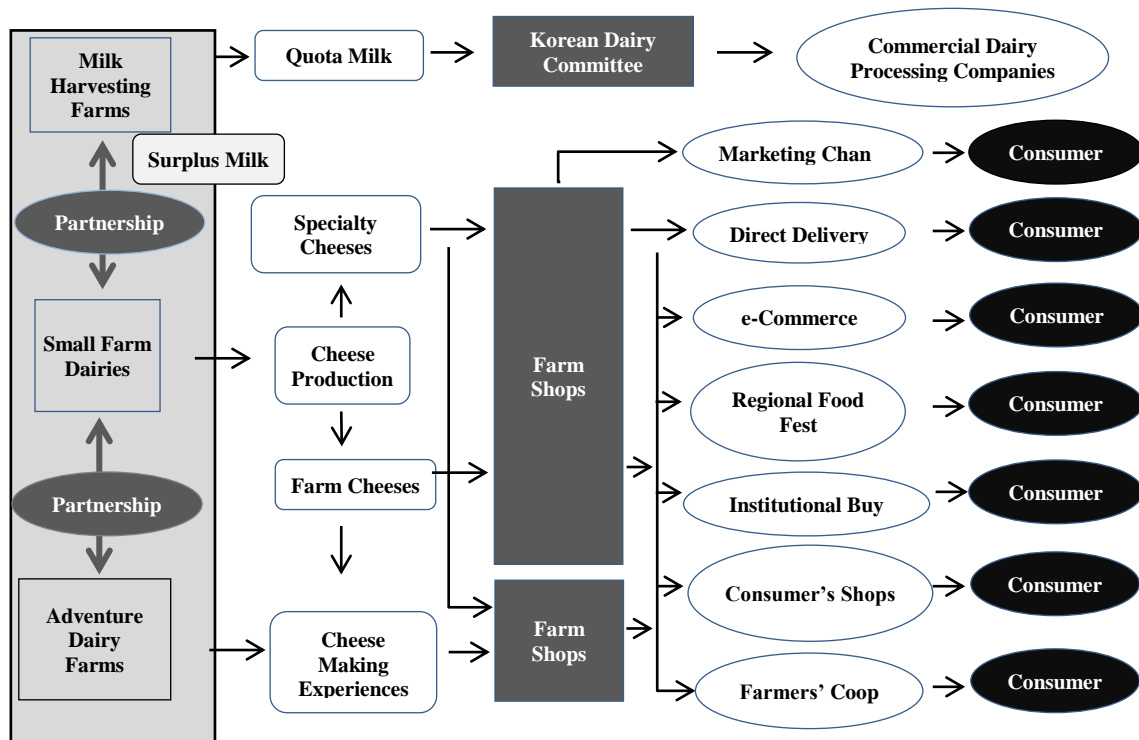 Milk
Harvesting
Farms
Quota Milk
Korean Dairy
Committee
Commercial Dairy
Processing Companies
Surplus Milk
Marketing Chan
Consumer
Partnership
Specialty
Cheeses
Direct Delivery
Consumer
Small Farm
Dairies
Cheese
Production
Farm
Shops
e-Commerce
Consumer
Regional Food
Fest
Consumer
Partnership
Farm Cheeses
Institutional Buy
Consumer
Adventure
Dairy
Farms
Cheese
Making
Experiences
Farm
Shops
Consumer's Shops
Consumer
Farmers' Coop
Consumer